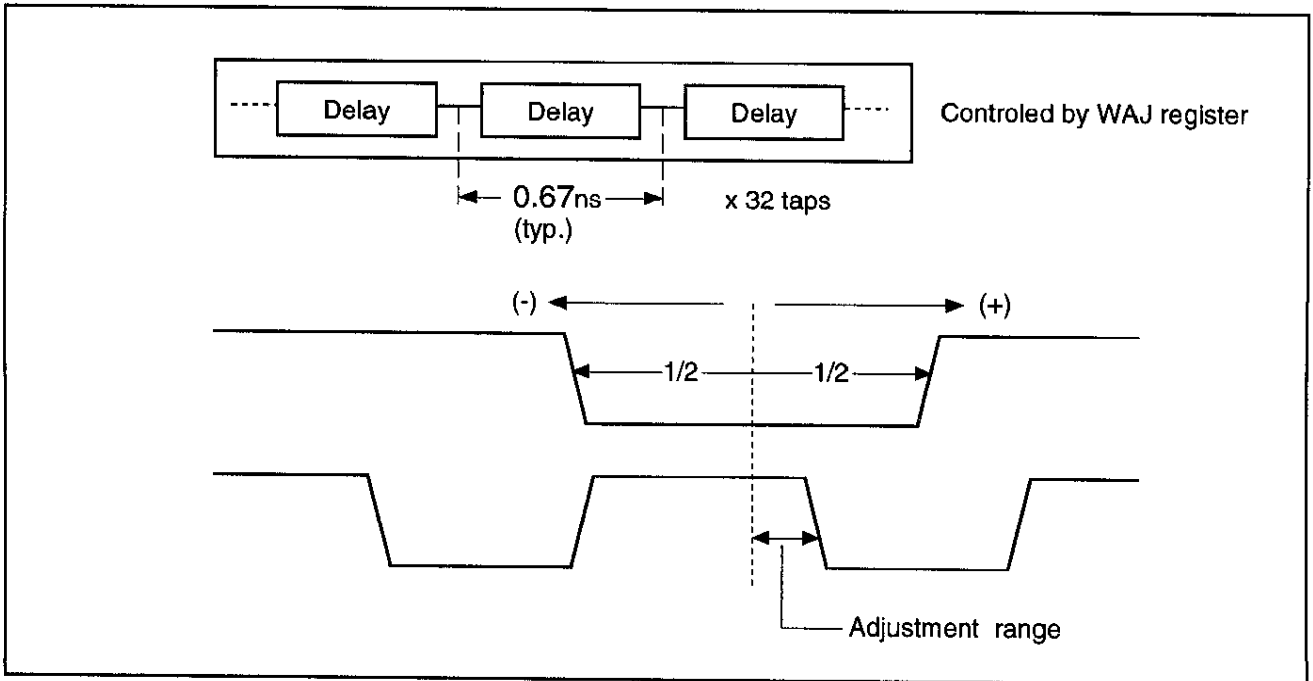 Delay Delay Delay Controled by WAJ register
0.67ns x 32 taps
(typ.)
(-) (+)
1/2 1/2
Adjustment range